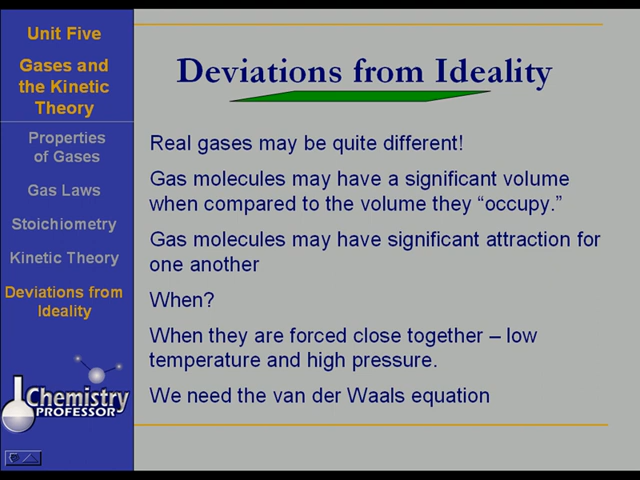 Unit Five
Gases and
the Kinetic
Theory
Properties
of Gases
Gas Laws
Stoichiometry
Kinetic Theory
Deviations from
Ideality
Chemistry
PROFESSOR
Deviations from Ideality
Real gases may be quite different!
Gas molecules may have a significant volume
when compared to the volume they “occupy.”
Gas molecules may have significant attraction for
one another
When?
When they are forced close together – low
temperature and high pressure.
We need the van der Waals equation